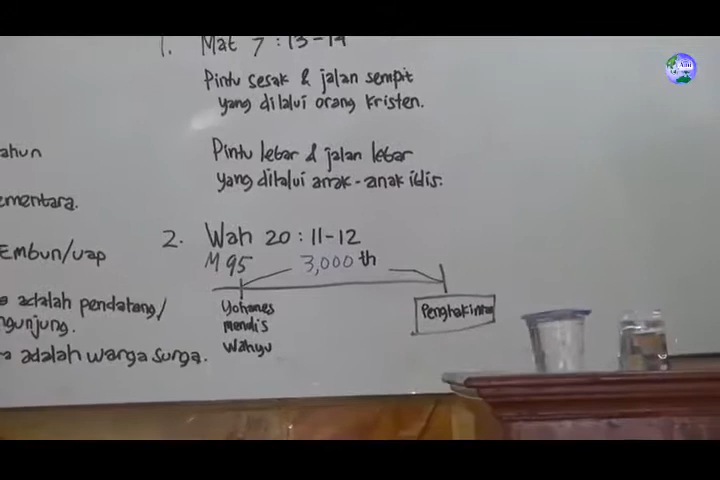 1. Mat 7 : 13-14
Pintu sesak & jalan sempit
yang dilalui orang kristen.
Pintu lebar & jalan lebar
yang dilalui anak-anak iblis.
ahun
ementara.
Embun/uap
adalah pendatang/
ngunjung.
a adalah warga surga.
2. Wah 20 : 11-12
M 95
3,000 th
Yohanes
menulis
Wahyu
Penghakiman